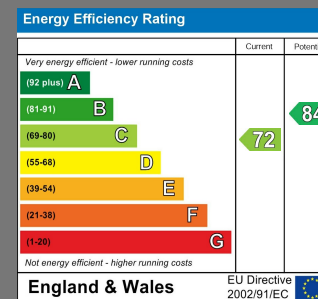 Energy Efficiency Rating
Current
Very energy efficient - lower running costs
(92 plus) A
(81-91) B
84
(69-80) C
72
(55-68) D
(39-54) E
(21-38) F
(1-20) G
Not energy efficient - higher running costs
England & Wales
EU Directive
2002/91/EC